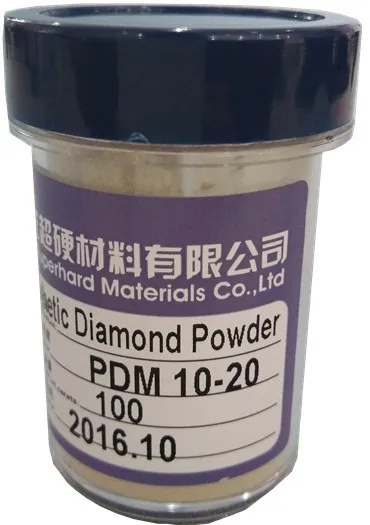 超硬材料有限公司
perhard Materials Co.,Ltd
hetic Diamond Powder
PDM 10-20
100
2016.10